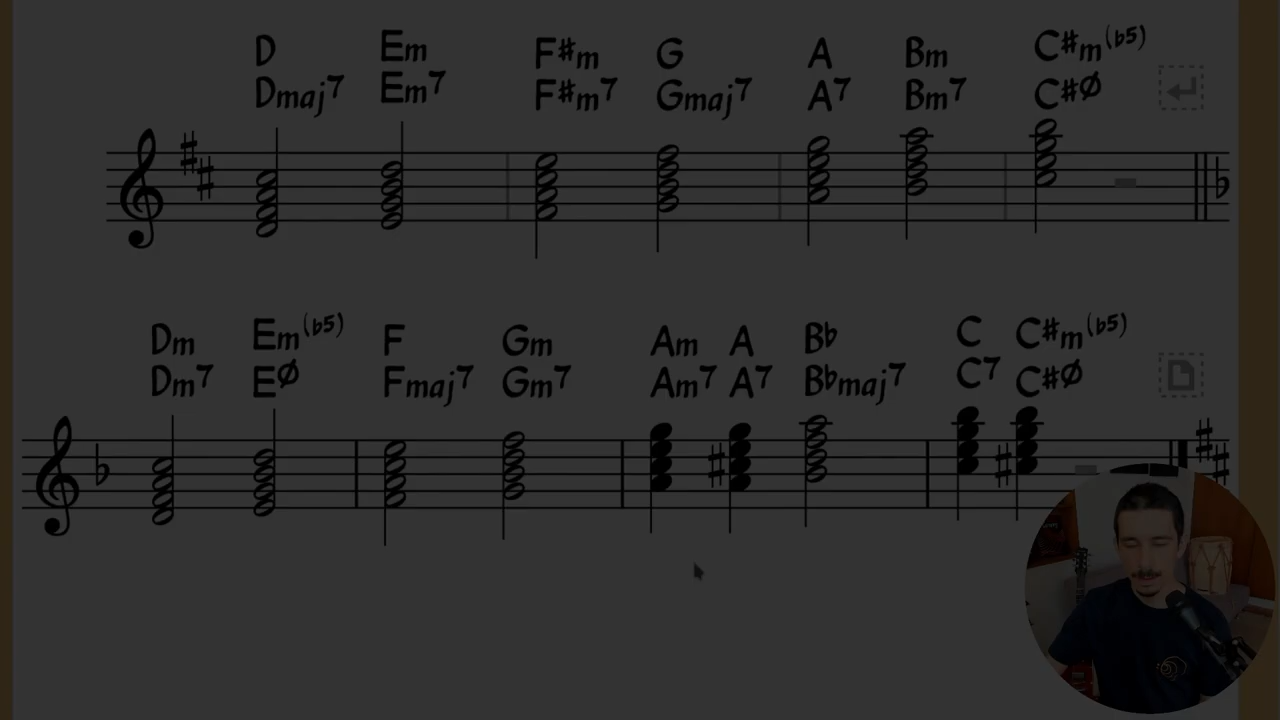 D Em F#m G A Bm C#m(b5)
Dmaj7 Em7 F#m7 Gmaj7 A7 Bm7 C#Ø
Dm Em(b5) F Gm Am A Bb C C#m(b5)
Dm7 EØ Fmaj7 Gm7 Am7 A7 Bbmaj7 C7 C#Ø